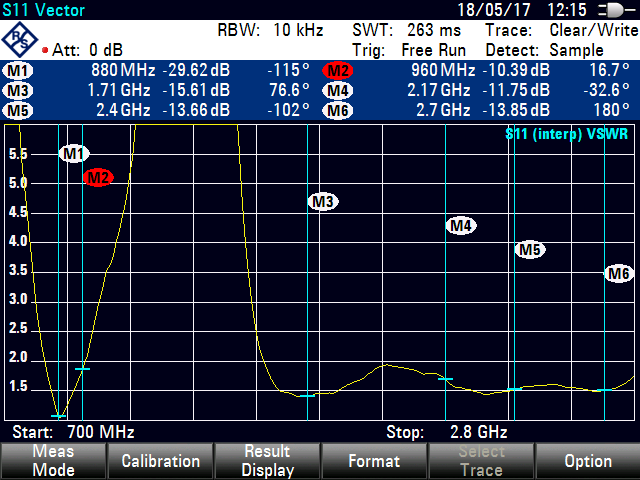 S11 Vector 18/05/17 12:15
RBW: 10 kHz SWT: 263 ms Trace: Clear/Write
R&S Att: 0 dB Trig: Free Run Detect: Sample
M1 880 MHz -29.62 dB -115 ° M2 960 MHz -10.39 dB 16.7 °
M3 1.71 GHz -15.61 dB 76.6 ° M4 2.17 GHz -11.75 dB -32.6 °
M5 2.4 GHz -13.66 dB -102 ° M6 2.7 GHz -13.85 dB 180 °
S11 (interp) VSWR
5.5 M1
5.0 M2
4.5 M3
4.0 M4 M5
3.5 M6
3.0
2.5
2.0
1.5
Start: 700 MHz Stop: 2.8 GHz
Meas Mode Calibration Result Display Format Select Trace Option